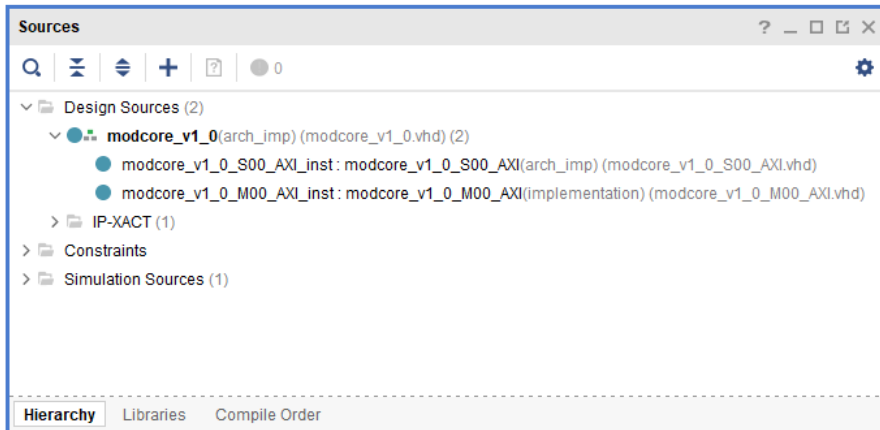 Sources
0
Design Sources (2)
modcore_v1_0(arch_imp) (modcore_v1_0.vhd) (2)
modcore_v1_0_S00_AXI_inst : modcore_v1_0_S00_AXI(arch_imp) (modcore_v1_0_S00_AXI.vhd)
modcore_v1_0_M00_AXI_inst : modcore_v1_0_M00_AXI(implementation) (modcore_v1_0_M00_AXI.vhd)
IP-XACT (1)
Constraints
Simulation Sources (1)
Hierarchy Libraries Compile Order